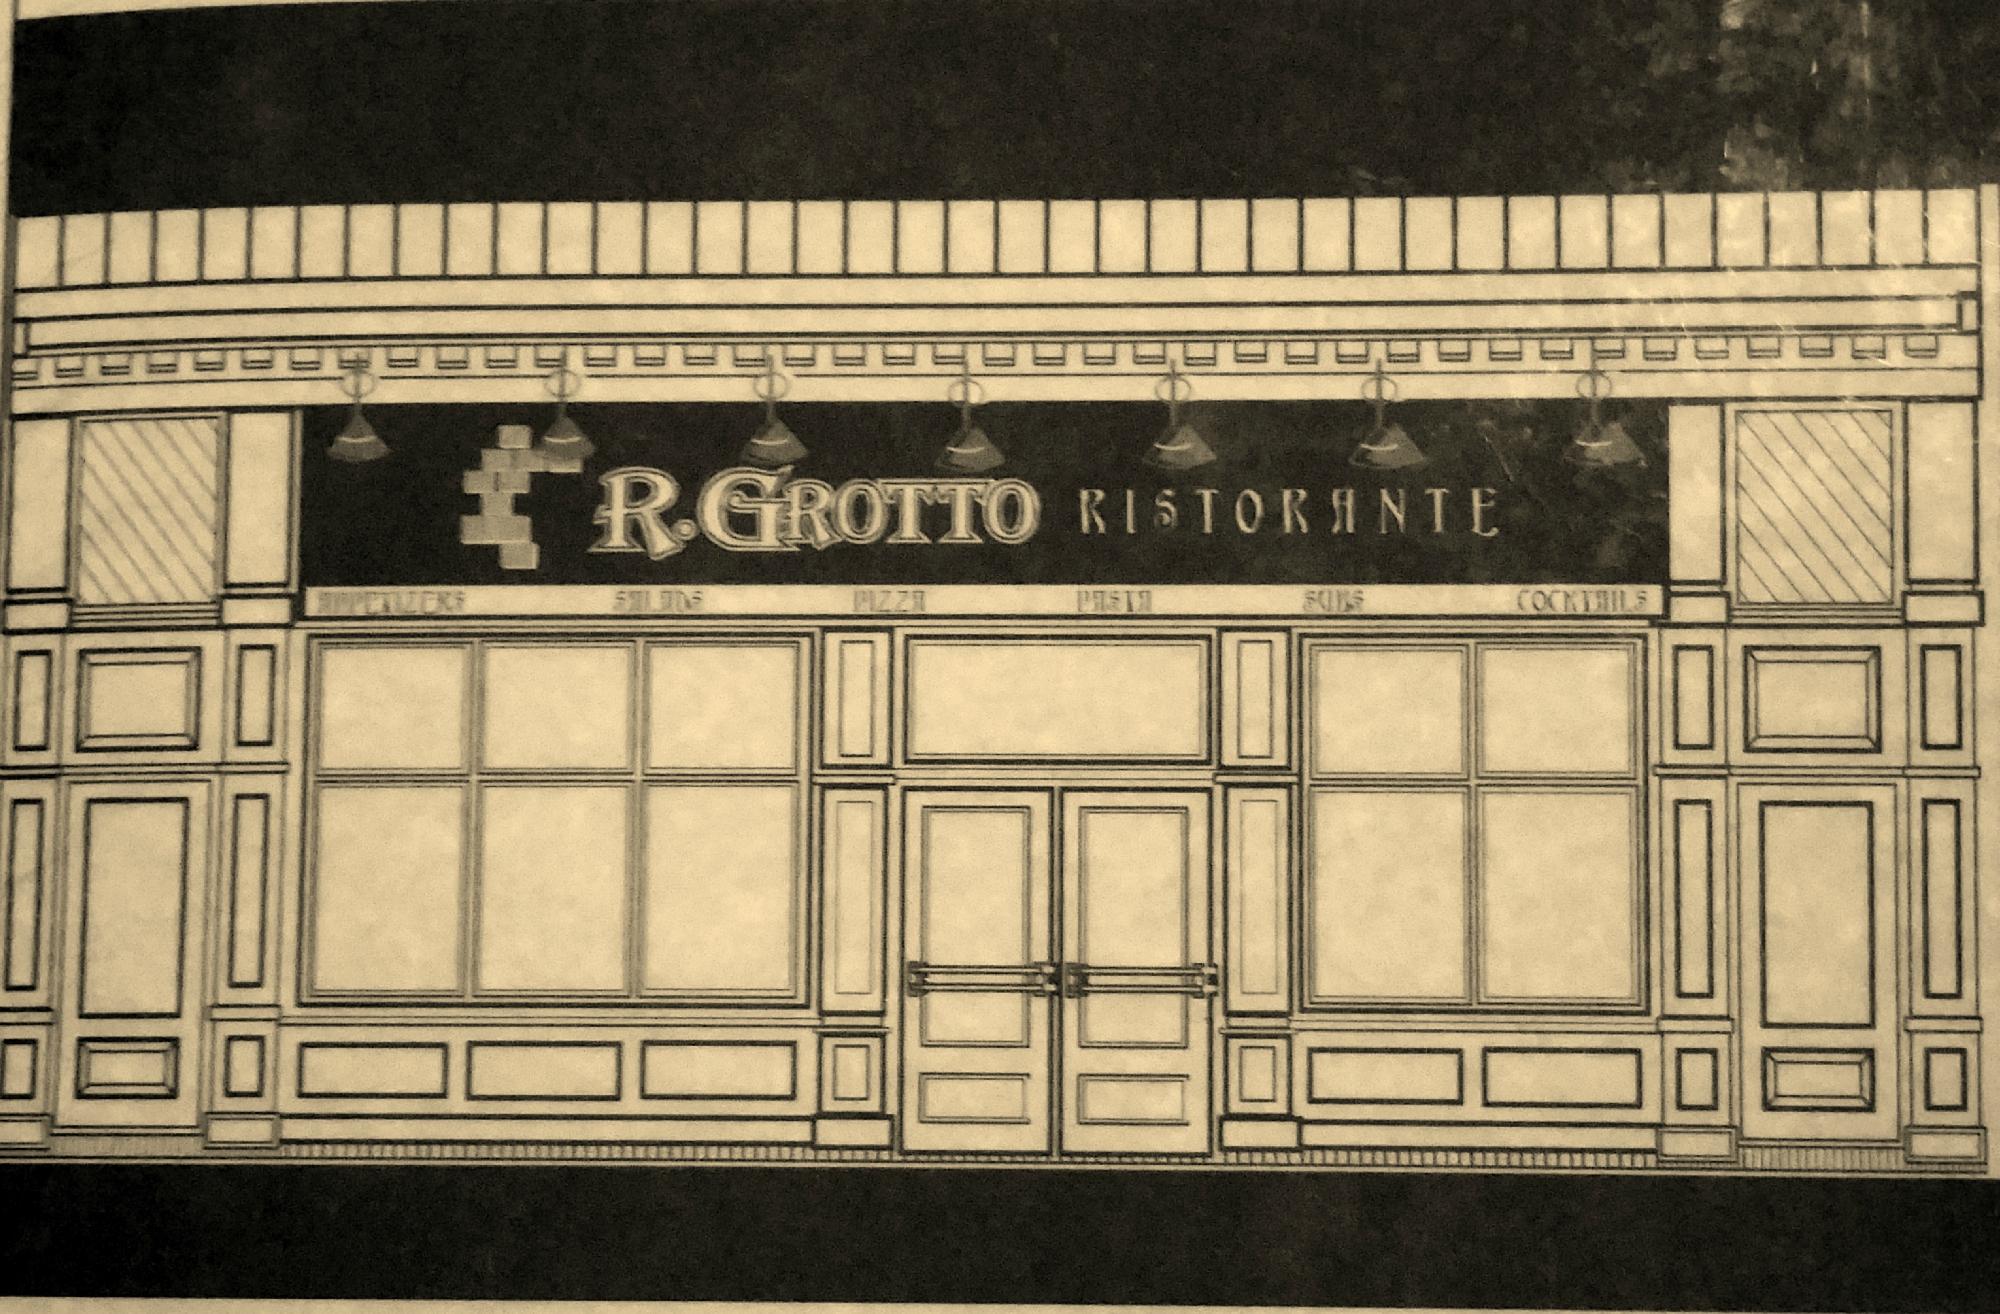 R. GROTTO RISTORANTE
APPETIZERS SALADS PIZZA PASTA SUBS COCKTAILS